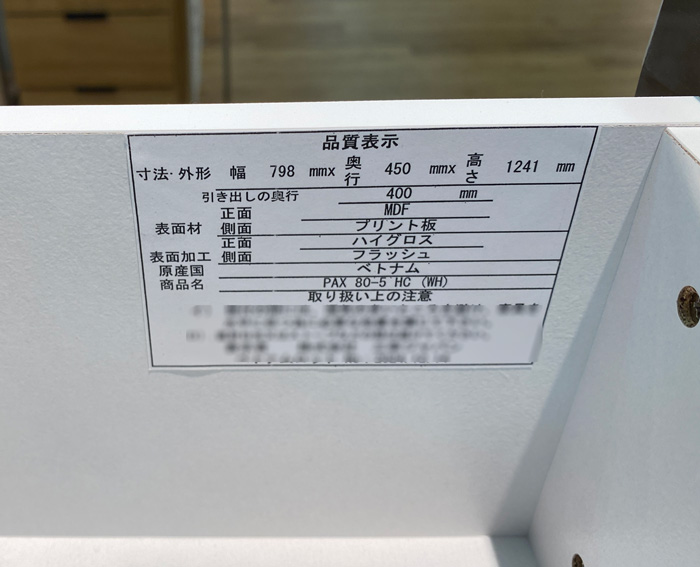 品質表示
寸法・外形 幅 798 mmx 奥行 450 mmx 高さ 1241 mm
引き出しの奥行 400 mm
表面材 正面 MDF
側面 プリント板
表面加工 正面 ハイグロス
側面 フラッシュ
原産国 ベトナム
商品名 PAX 80-5 HC (WH)
取り扱い上の注意